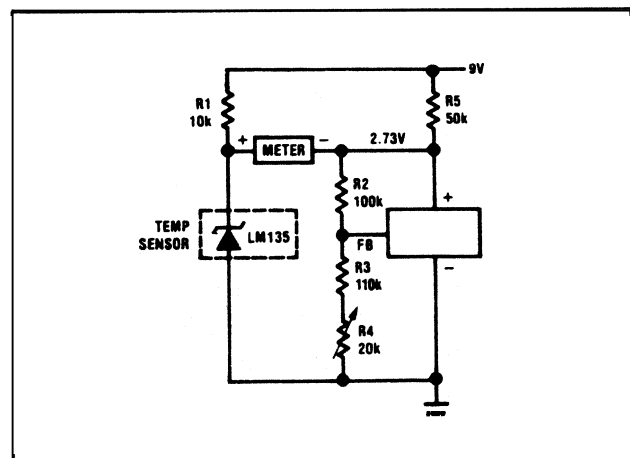 9V
R1
10k
R5
50k
+ METER −
2.73V
R2
100k
+
TEMP
SENSOR
LM135
FB
−
R3
110k
R4
20k